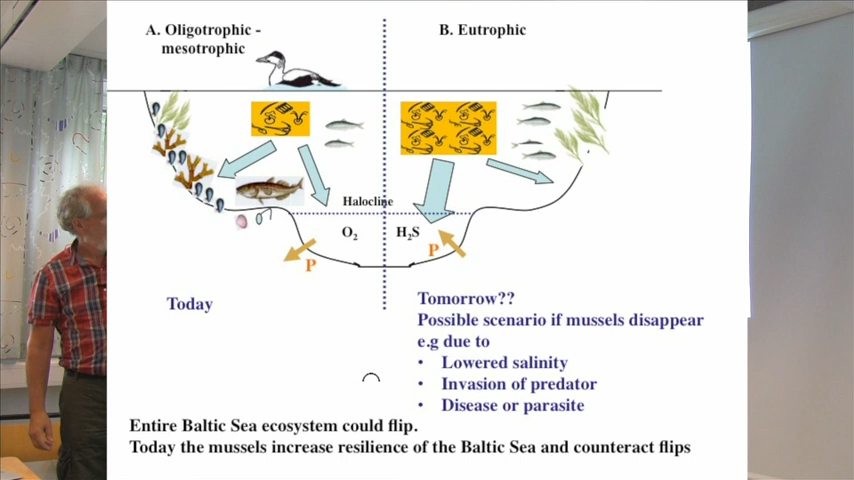 A. Oligotrophic -
mesotrophic
B. Eutrophic
Halocline
O₂
H₂S
P
P
Today
Tomorrow??
Possible scenario if mussels disappear
e.g due to
• Lowered salinity
• Invasion of predator
• Disease or parasite
Entire Baltic Sea ecosystem could flip.
Today the mussels increase resilience of the Baltic Sea and counteract flips